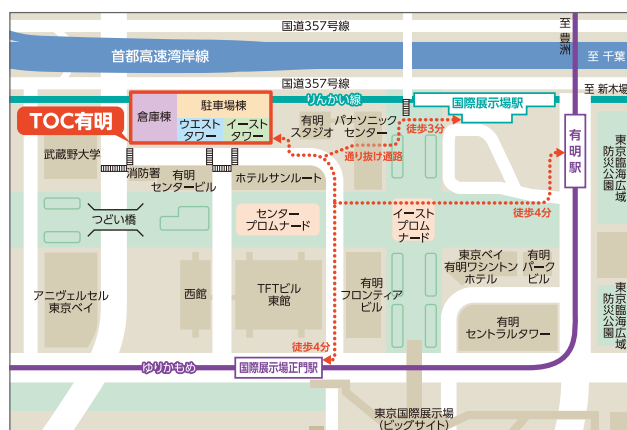 国道357号線
至 豊洲
首都高速湾岸線
至 千葉
国道357号線
りんかい線
至 新木場
国際展示場駅
TOC有明
倉庫棟
駐車場棟
ウエスト
タワー
イースト
タワー
有明
スタジオ
パナソニック
センター
徒歩3分
有明駅
通り抜け通路
武蔵野大学
消防署
有明
センタービル
ホテルサンルート
東京臨海広域
防災公園
徒歩4分
つどい橋
センター
プロムナード
イースト
プロム
ナード
アニヴェルセル
東京ベイ
西館
TFTビル
東館
有明
フロンティア
ビル
東京ベイ
有明ワシントン
ホテル
有明
パーク
ビル
東京臨海広域
防災公園
有明
セントラルタワー
徒歩4分
ゆりかもめ
国際展示場正門駅
東京国際展示場
(ビッグサイト)